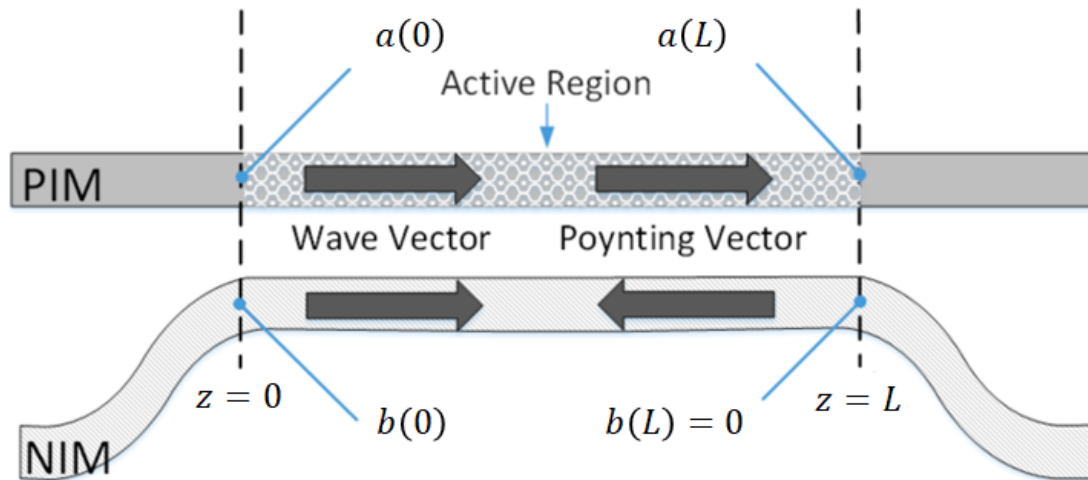 a(0)
a(L)
Active Region
PIM
Wave Vector
Poynting Vector
z = 0
z = L
b(0)
b(L) = 0
NIM